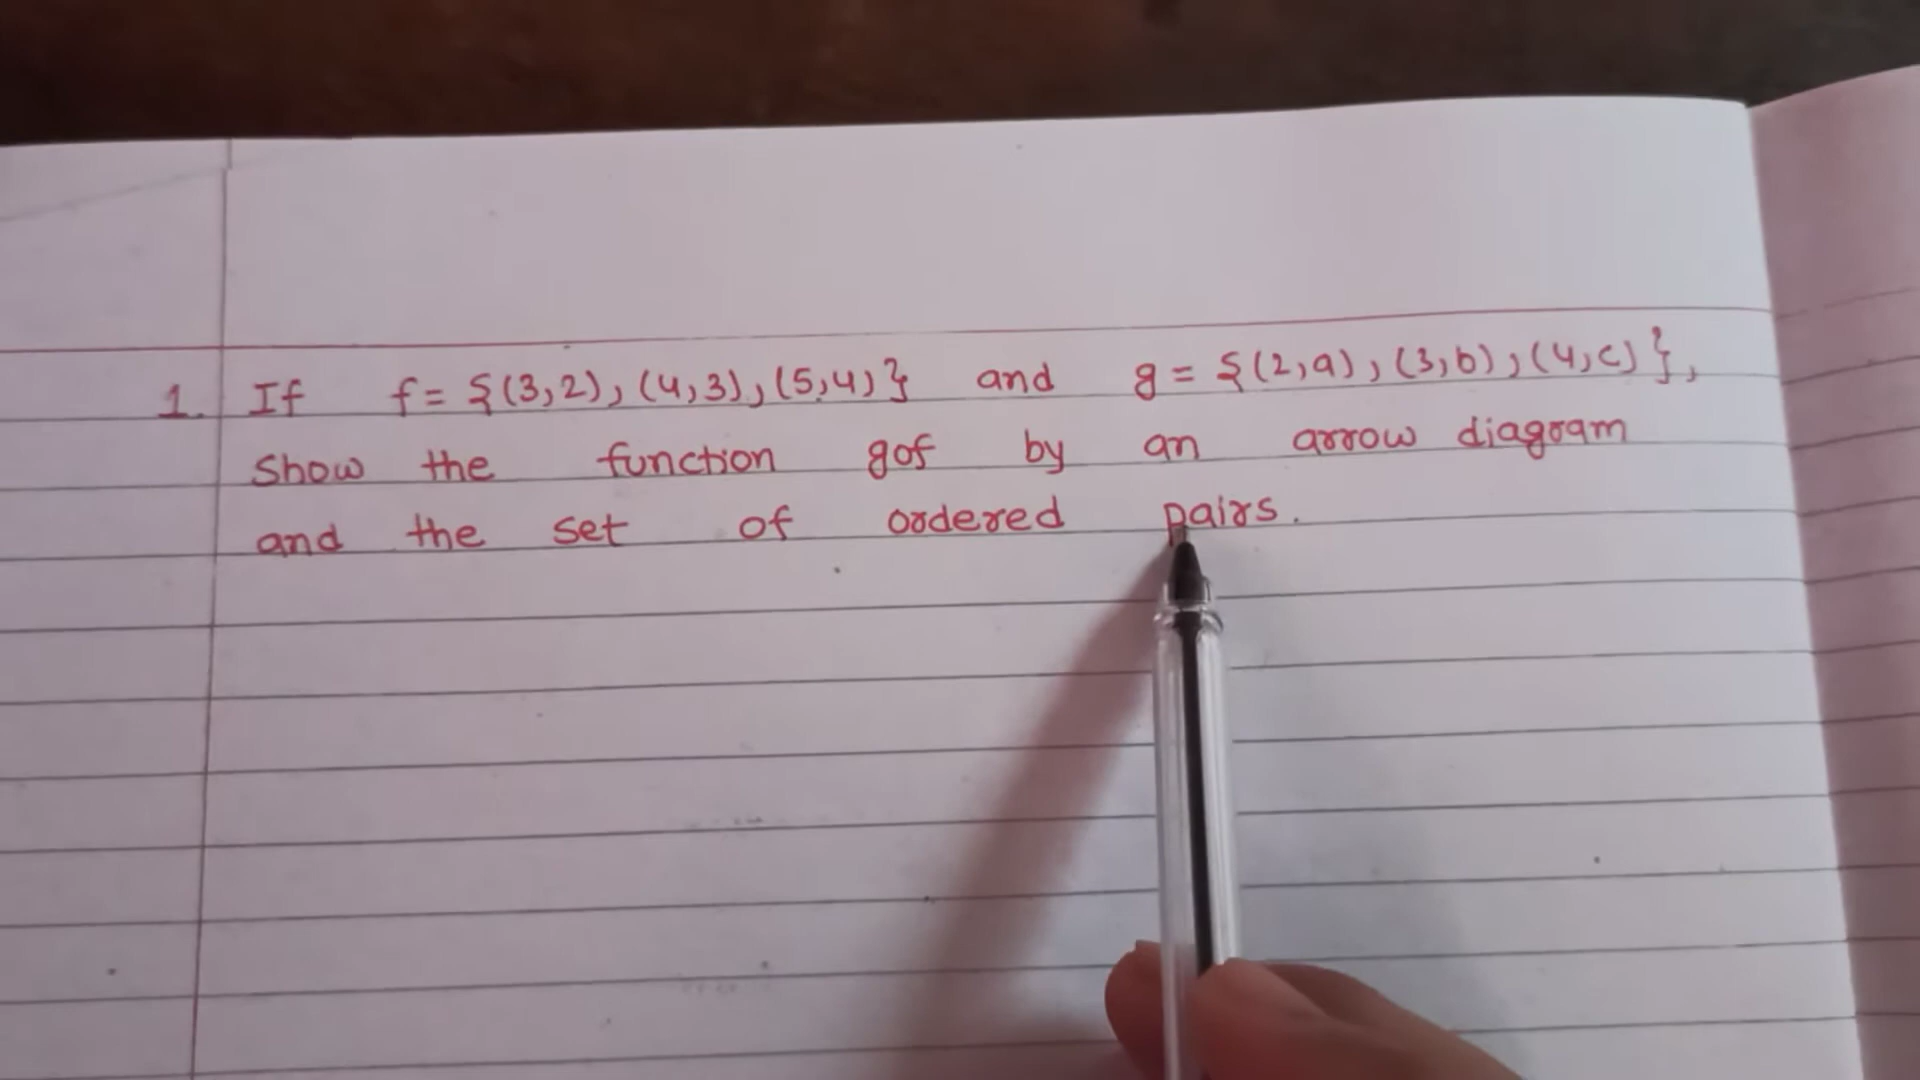 1. If f = {(3,2), (4,3), (5,4)} and g = {(2,a), (3,b), (4,c)},
Show the function gof by an arrow diagram
and the set of ordered pairs.